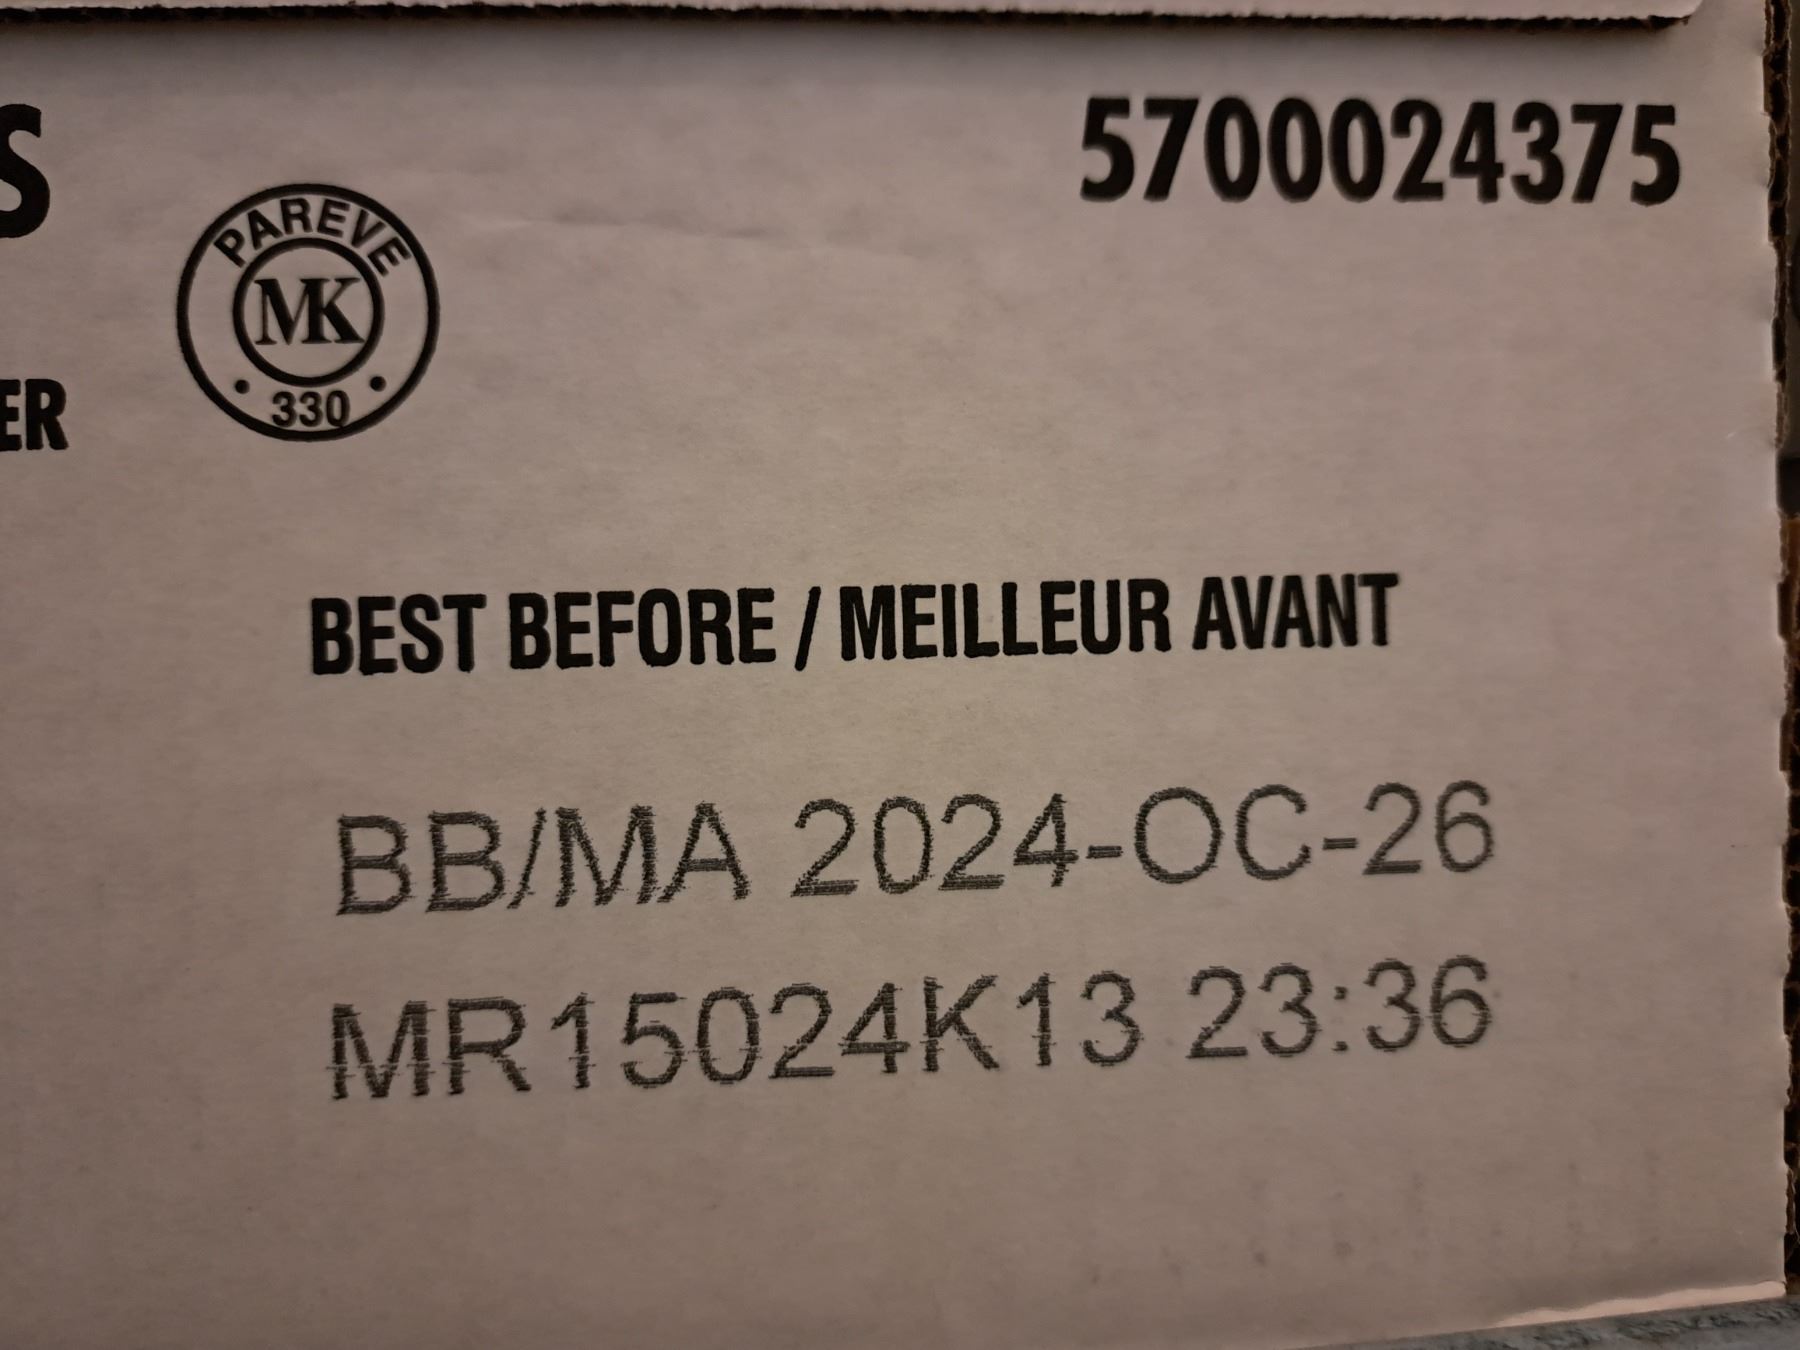 S
5700024375
PAREVE
MK
• 330 •
ER
BEST BEFORE / MEILLEUR AVANT
BB/MA 2024-OC-26
MR15024K13 23:36